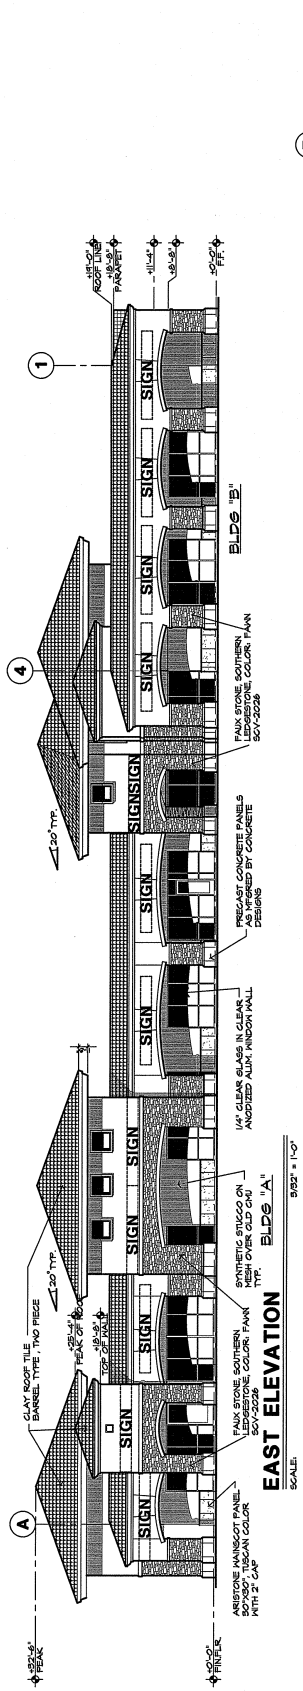 +32'-6"
PEAK
+0'-0"
FIN.FLR.
A
CLAY ROOF TILE
BARREL TYPE, TWO PIECE
20° TYP.
+25'-4"
PEAK OF ROOF
+18'-8"
TOP OF WALL
20° TYP.
4
1
+19'-0"
ROOF LINE
+18'-8"
PARAPET
+11'-4"
+8'-8"
±0'-0"
F.F.
SIGN
SIGN
SIGN
SIGN
SIGN
SIGN
SIGN
SIGN
SIGN
SIGN
SIGN
SIGN
SIGN
SIGN
ARISTONE WAINSCOT PANEL
30"X30", TUSCAN COLOR
WITH 2" CAP
FAUX STONE, SOUTHERN
LEDGESTONE, COLOR: FAWN
SCV-2026
SYNTHETIC STUCCO ON
MESH OVER OLD CMU
TYP.
BLDG "A"
1/4" CLEAR GLASS IN CLEAR
ANODIZED ALUM. WINDOW WALL
PRECAST CONCRETE PANELS
AS MFGRED BY CONCRETE
DESIGNS
FAUX STONE, SOUTHERN
LEDGESTONE, COLOR: FAWN
SCV-2026
BLDG "B"
EAST ELEVATION
SCALE: 3/32" = 1'-0"